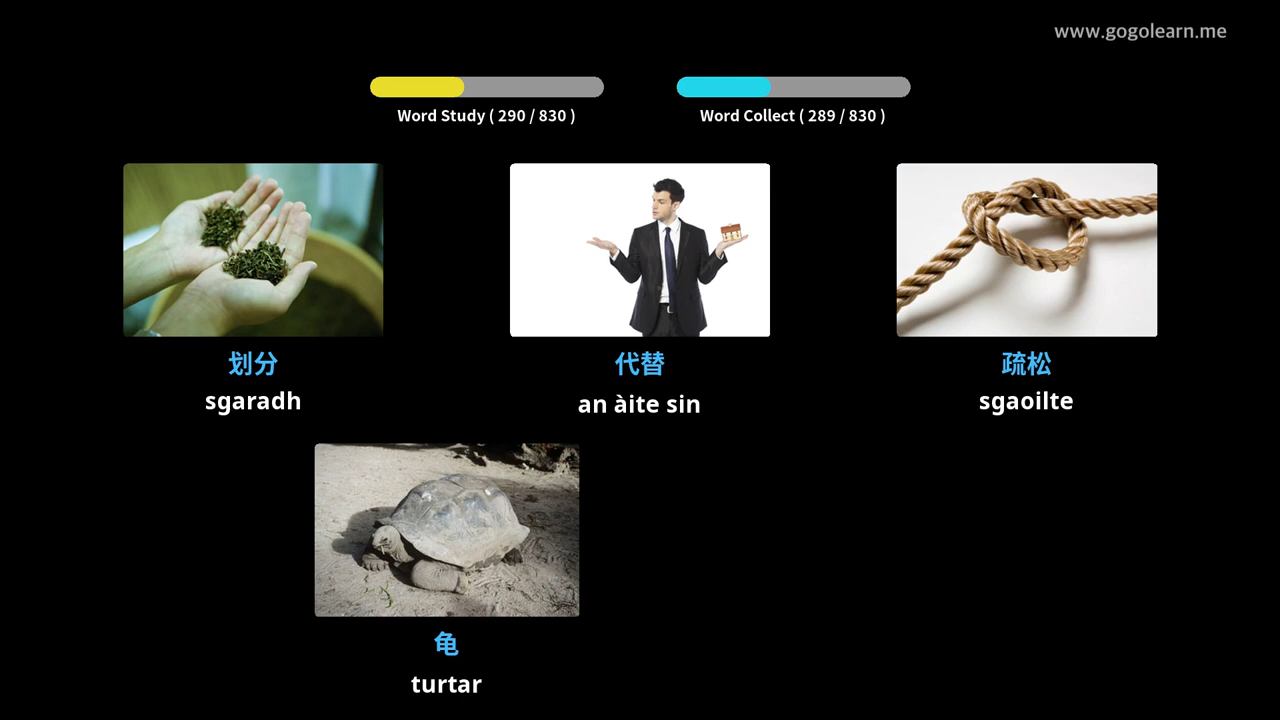 www.gogolearn.me
Word Study ( 290 / 830 )
Word Collect ( 289 / 830 )
划分
sgaradh
代替
an àite sin
疏松
sgaoilte
龟
turtar